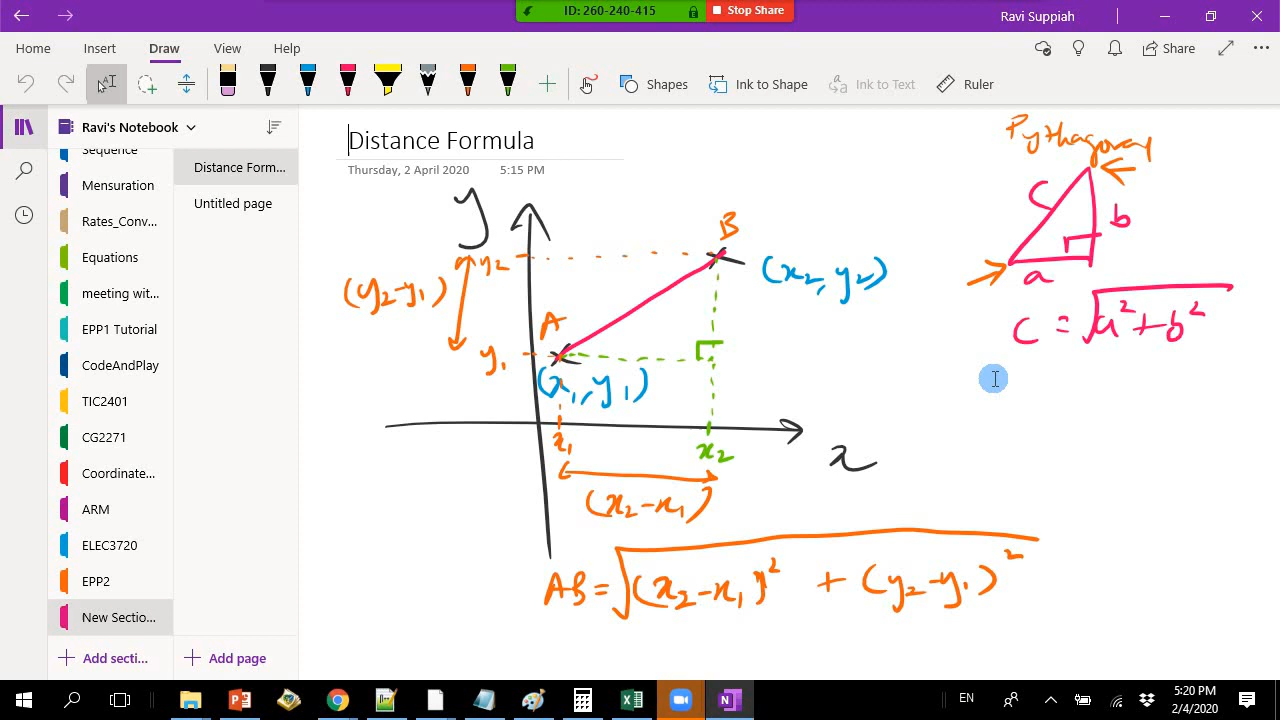 ID: 260-240-415
Stop Share
Ravi Suppiah
Home Insert Draw View Help
Share
Shapes
Ink to Shape
Ink to Text
Ruler
Ravi's Notebook
Sequence
Mensuration
Rates_Conv...
Equations
meeting wit...
EPP1 Tutorial
CodeAndPlay
TIC2401
CG2271
Coordinate...
ARM
ELEC3720
EPP2
New Sectio...
Add secti...
Distance Form...
Untitled page
Add page
Distance Formula
Thursday, 2 April 2020 5:15 PM
y
B
y₂
(x₂, y₂)
(y₂-y₁)
A
y₁
(x₁, y₁)
x₁
x₂
x
(x₂-x₁)
AB = √(x₂-x₁)² + (y₂-y₁)²
Pythagoras
c
b
a
c = √a²+b²
EN
5:20 PM
2/4/2020